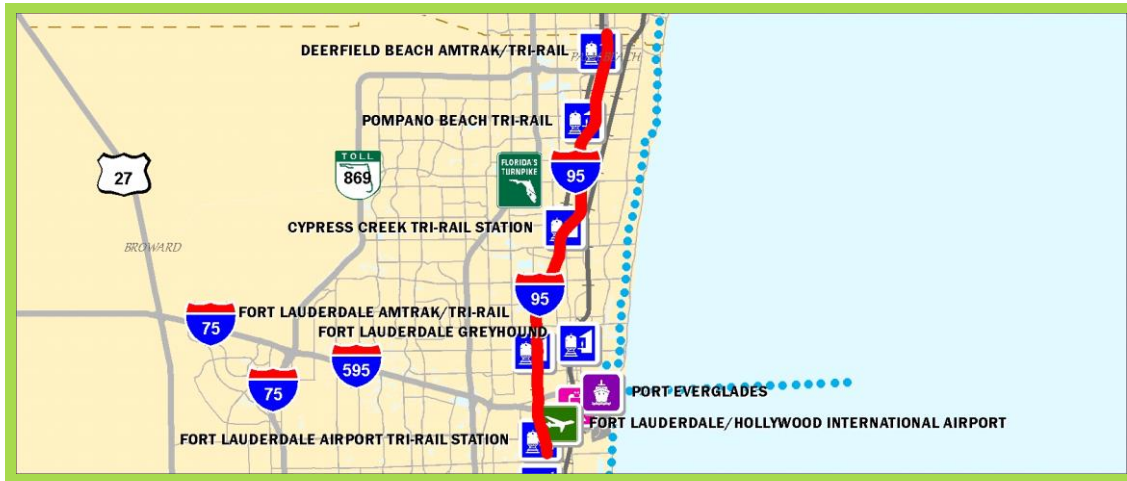 DEERFIELD BEACH AMTRAK/TRI-RAIL
PALM BEACH
POMPANO BEACH TRI-RAIL
TOLL
869
FLORIDA'S
TURNPIKE
95
27
CYPRESS CREEK TRI-RAIL STATION
BROWARD
95
FORT LAUDERDALE AMTRAK/TRI-RAIL
75
FORT LAUDERDALE GREYHOUND
595
75
PORT EVERGLADES
FORT LAUDERDALE/HOLLYWOOD INTERNATIONAL AIRPORT
FORT LAUDERDALE AIRPORT TRI-RAIL STATION